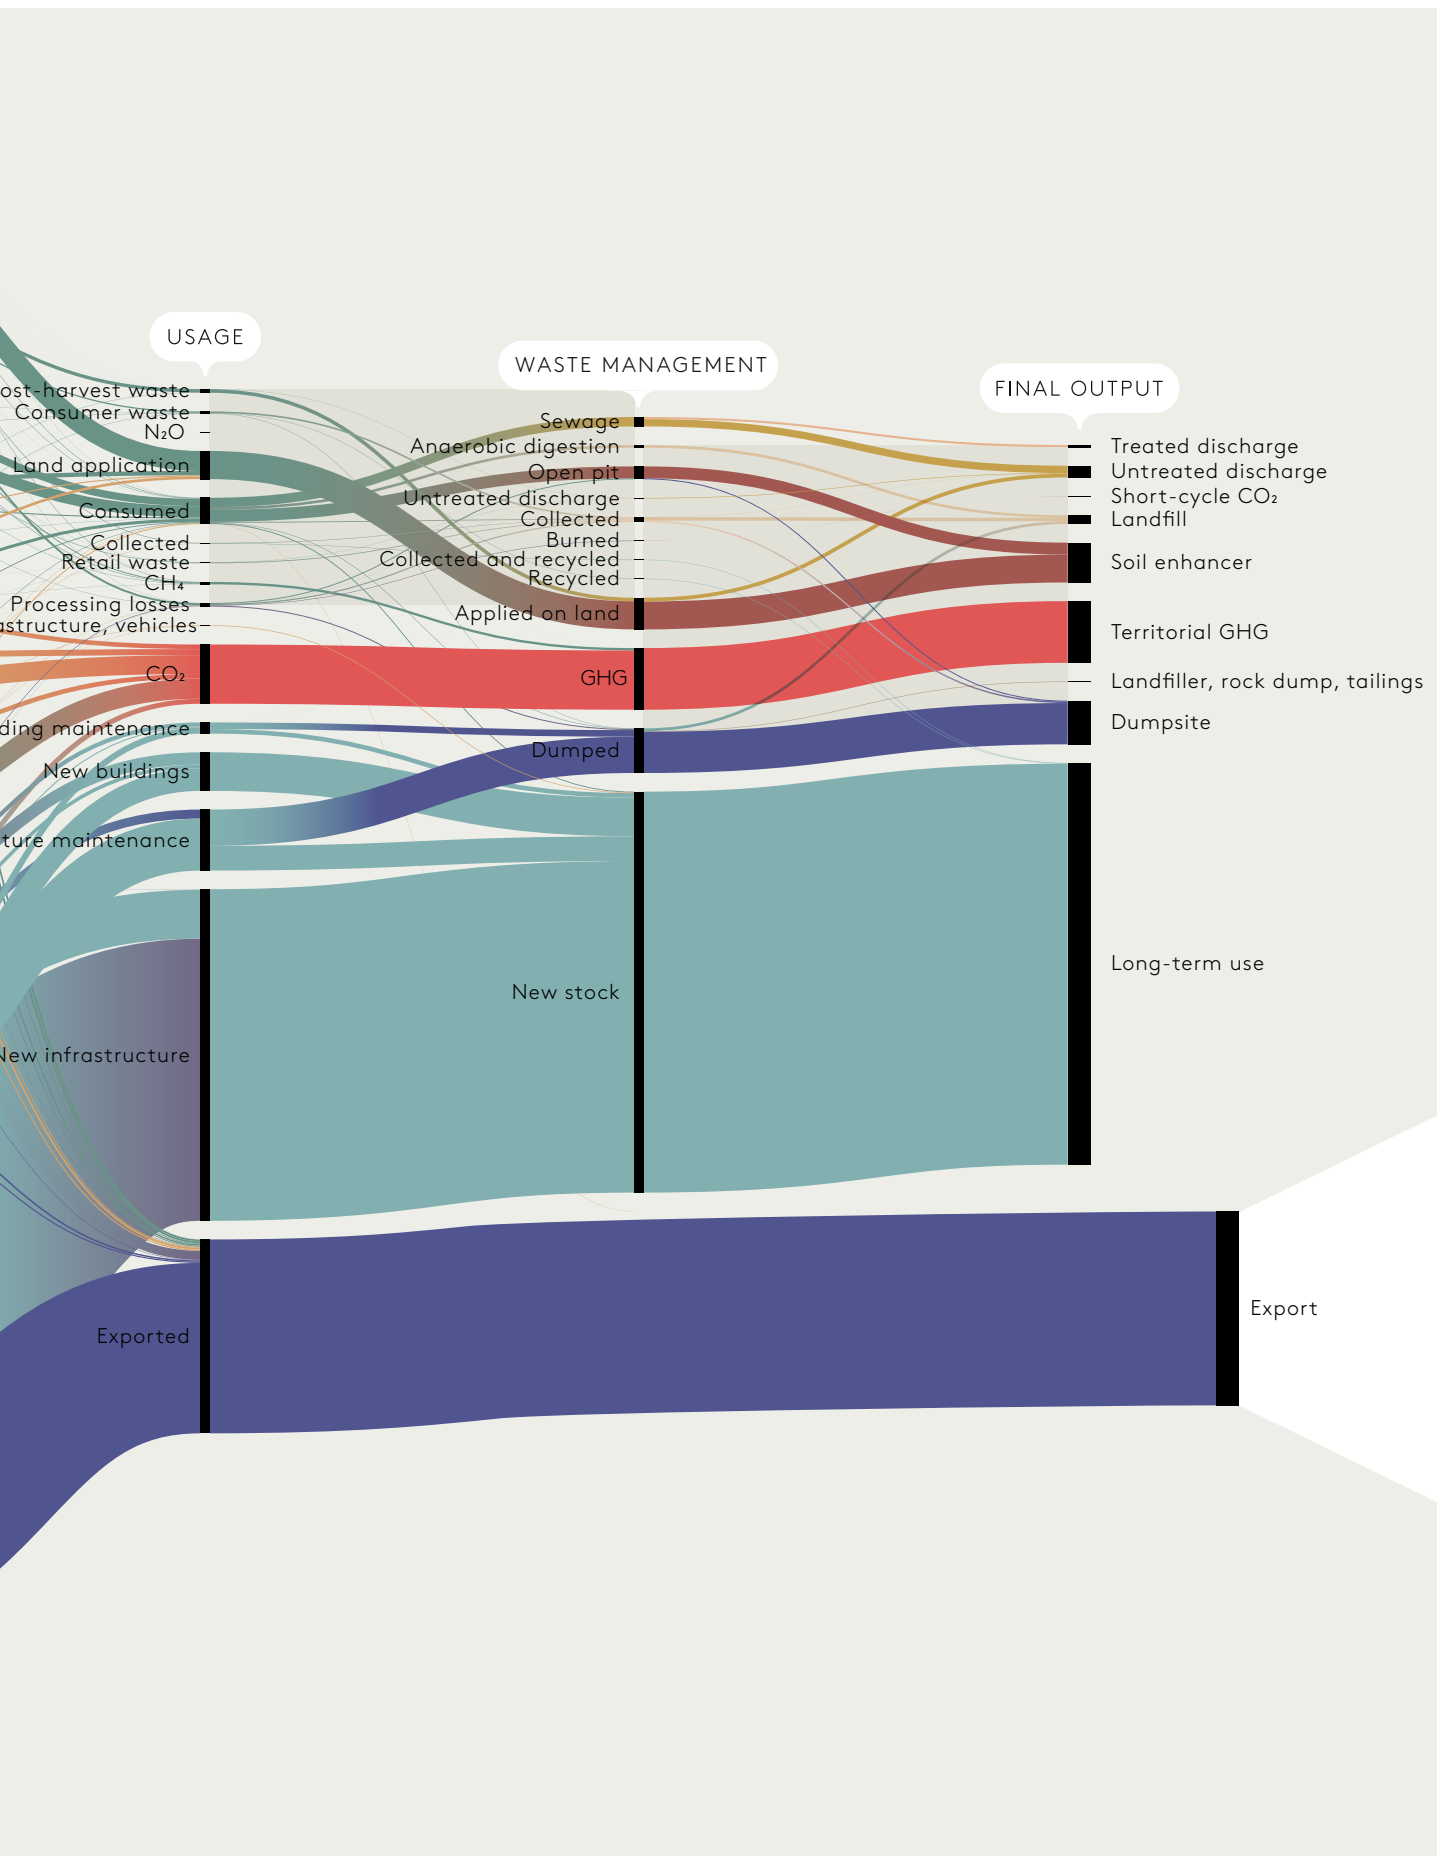 USAGE
ost-harvest waste
Consumer waste
N₂O
Land application
Consumed
Collected
Retail waste
CH₄
Processing losses
astructure, vehicles
CO₂
ding maintenance
New buildings
ture maintenance
New infrastructure
Exported
WASTE MANAGEMENT
Sewage
Anaerobic digestion
Open pit
Untreated discharge
Collected
Burned
Collected and recycled
Recycled
Applied on land
GHG
Dumped
New stock
FINAL OUTPUT
Treated discharge
Untreated discharge
Short-cycle CO₂
Landfill
Soil enhancer
Territorial GHG
Landfiller, rock dump, tailings
Dumpsite
Long-term use
Export